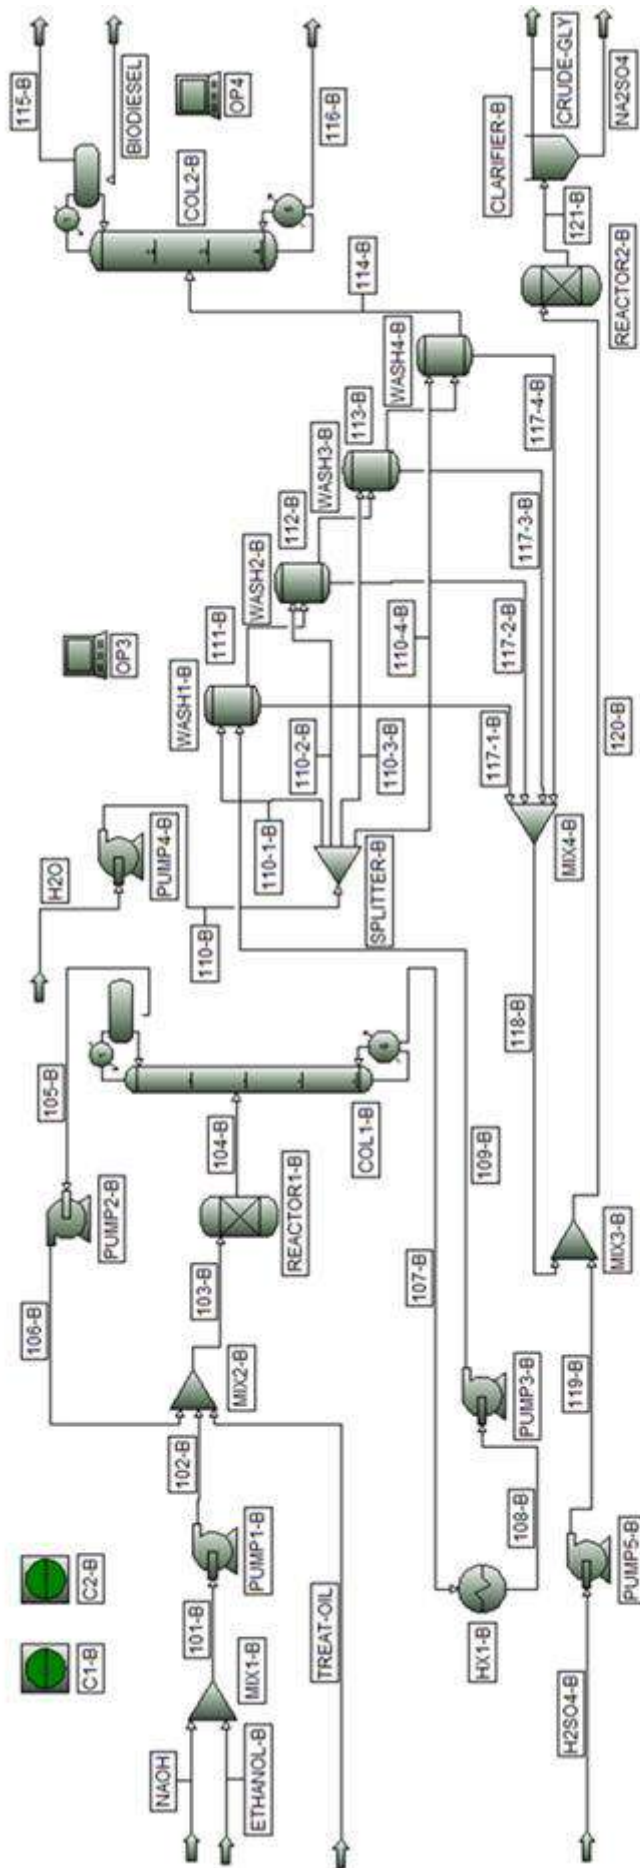 C1-B
C2-B
NAOH
ETHANOL-B
MIX1-B
101-B
PUMP1-B
102-B
TREAT-OIL
MIX2-B
106-B
PUMP2-B
105-B
103-B
REACTOR1-B
104-B
COL1-B
107-B
HX1-B
108-B
PUMP3-B
109-B
H2O
PUMP4-B
110-B
SPLITTER-B
110-1-B
110-2-B
110-3-B
110-4-B
OP3
WASH1-B
111-B
WASH2-B
112-B
WASH3-B
113-B
WASH4-B
114-B
COL2-B
115-B
BIODIESEL
116-B
OP4
117-1-B
117-2-B
117-3-B
117-4-B
MIX4-B
118-B
H2SO4-B
PUMP5-B
119-B
MIX3-B
120-B
REACTOR2-B
121-B
CLARIFIER-B
CRUDE-GLY
NA2SO4